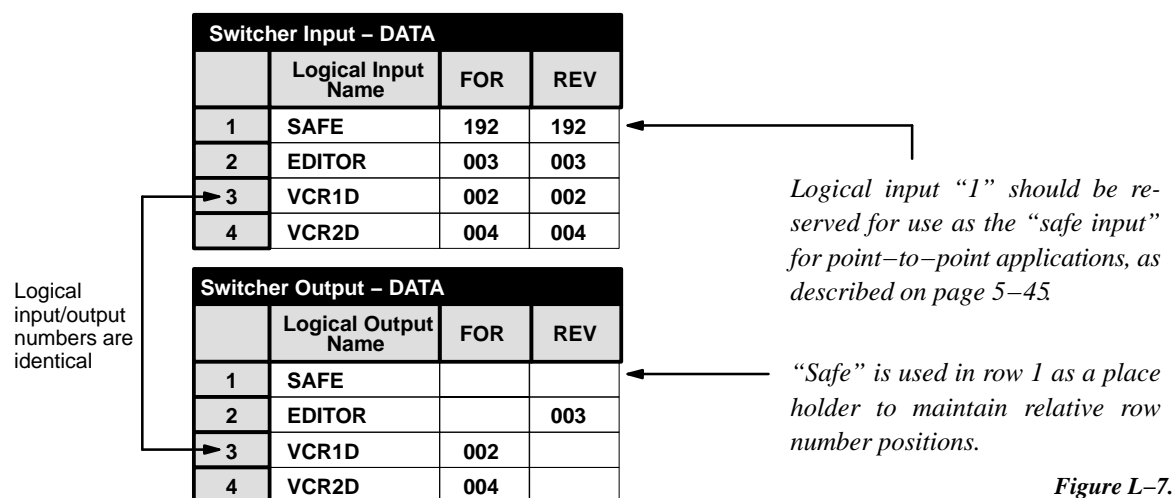 Switcher Input – DATA
Logical Input Name FOR REV
1 SAFE 192 192
2 EDITOR 003 003
3 VCR1D 002 002
4 VCR2D 004 004
Logical input “1” should be re-
served for use as the “safe input”
for point–to–point applications, as
described on page 5–45.
Logical
input/output
numbers are
identical
Switcher Output – DATA
Logical Output Name FOR REV
1 SAFE
2 EDITOR 003
3 VCR1D 002
4 VCR2D 004
“Safe” is used in row 1 as a place
holder to maintain relative row
number positions.
Figure L–7.